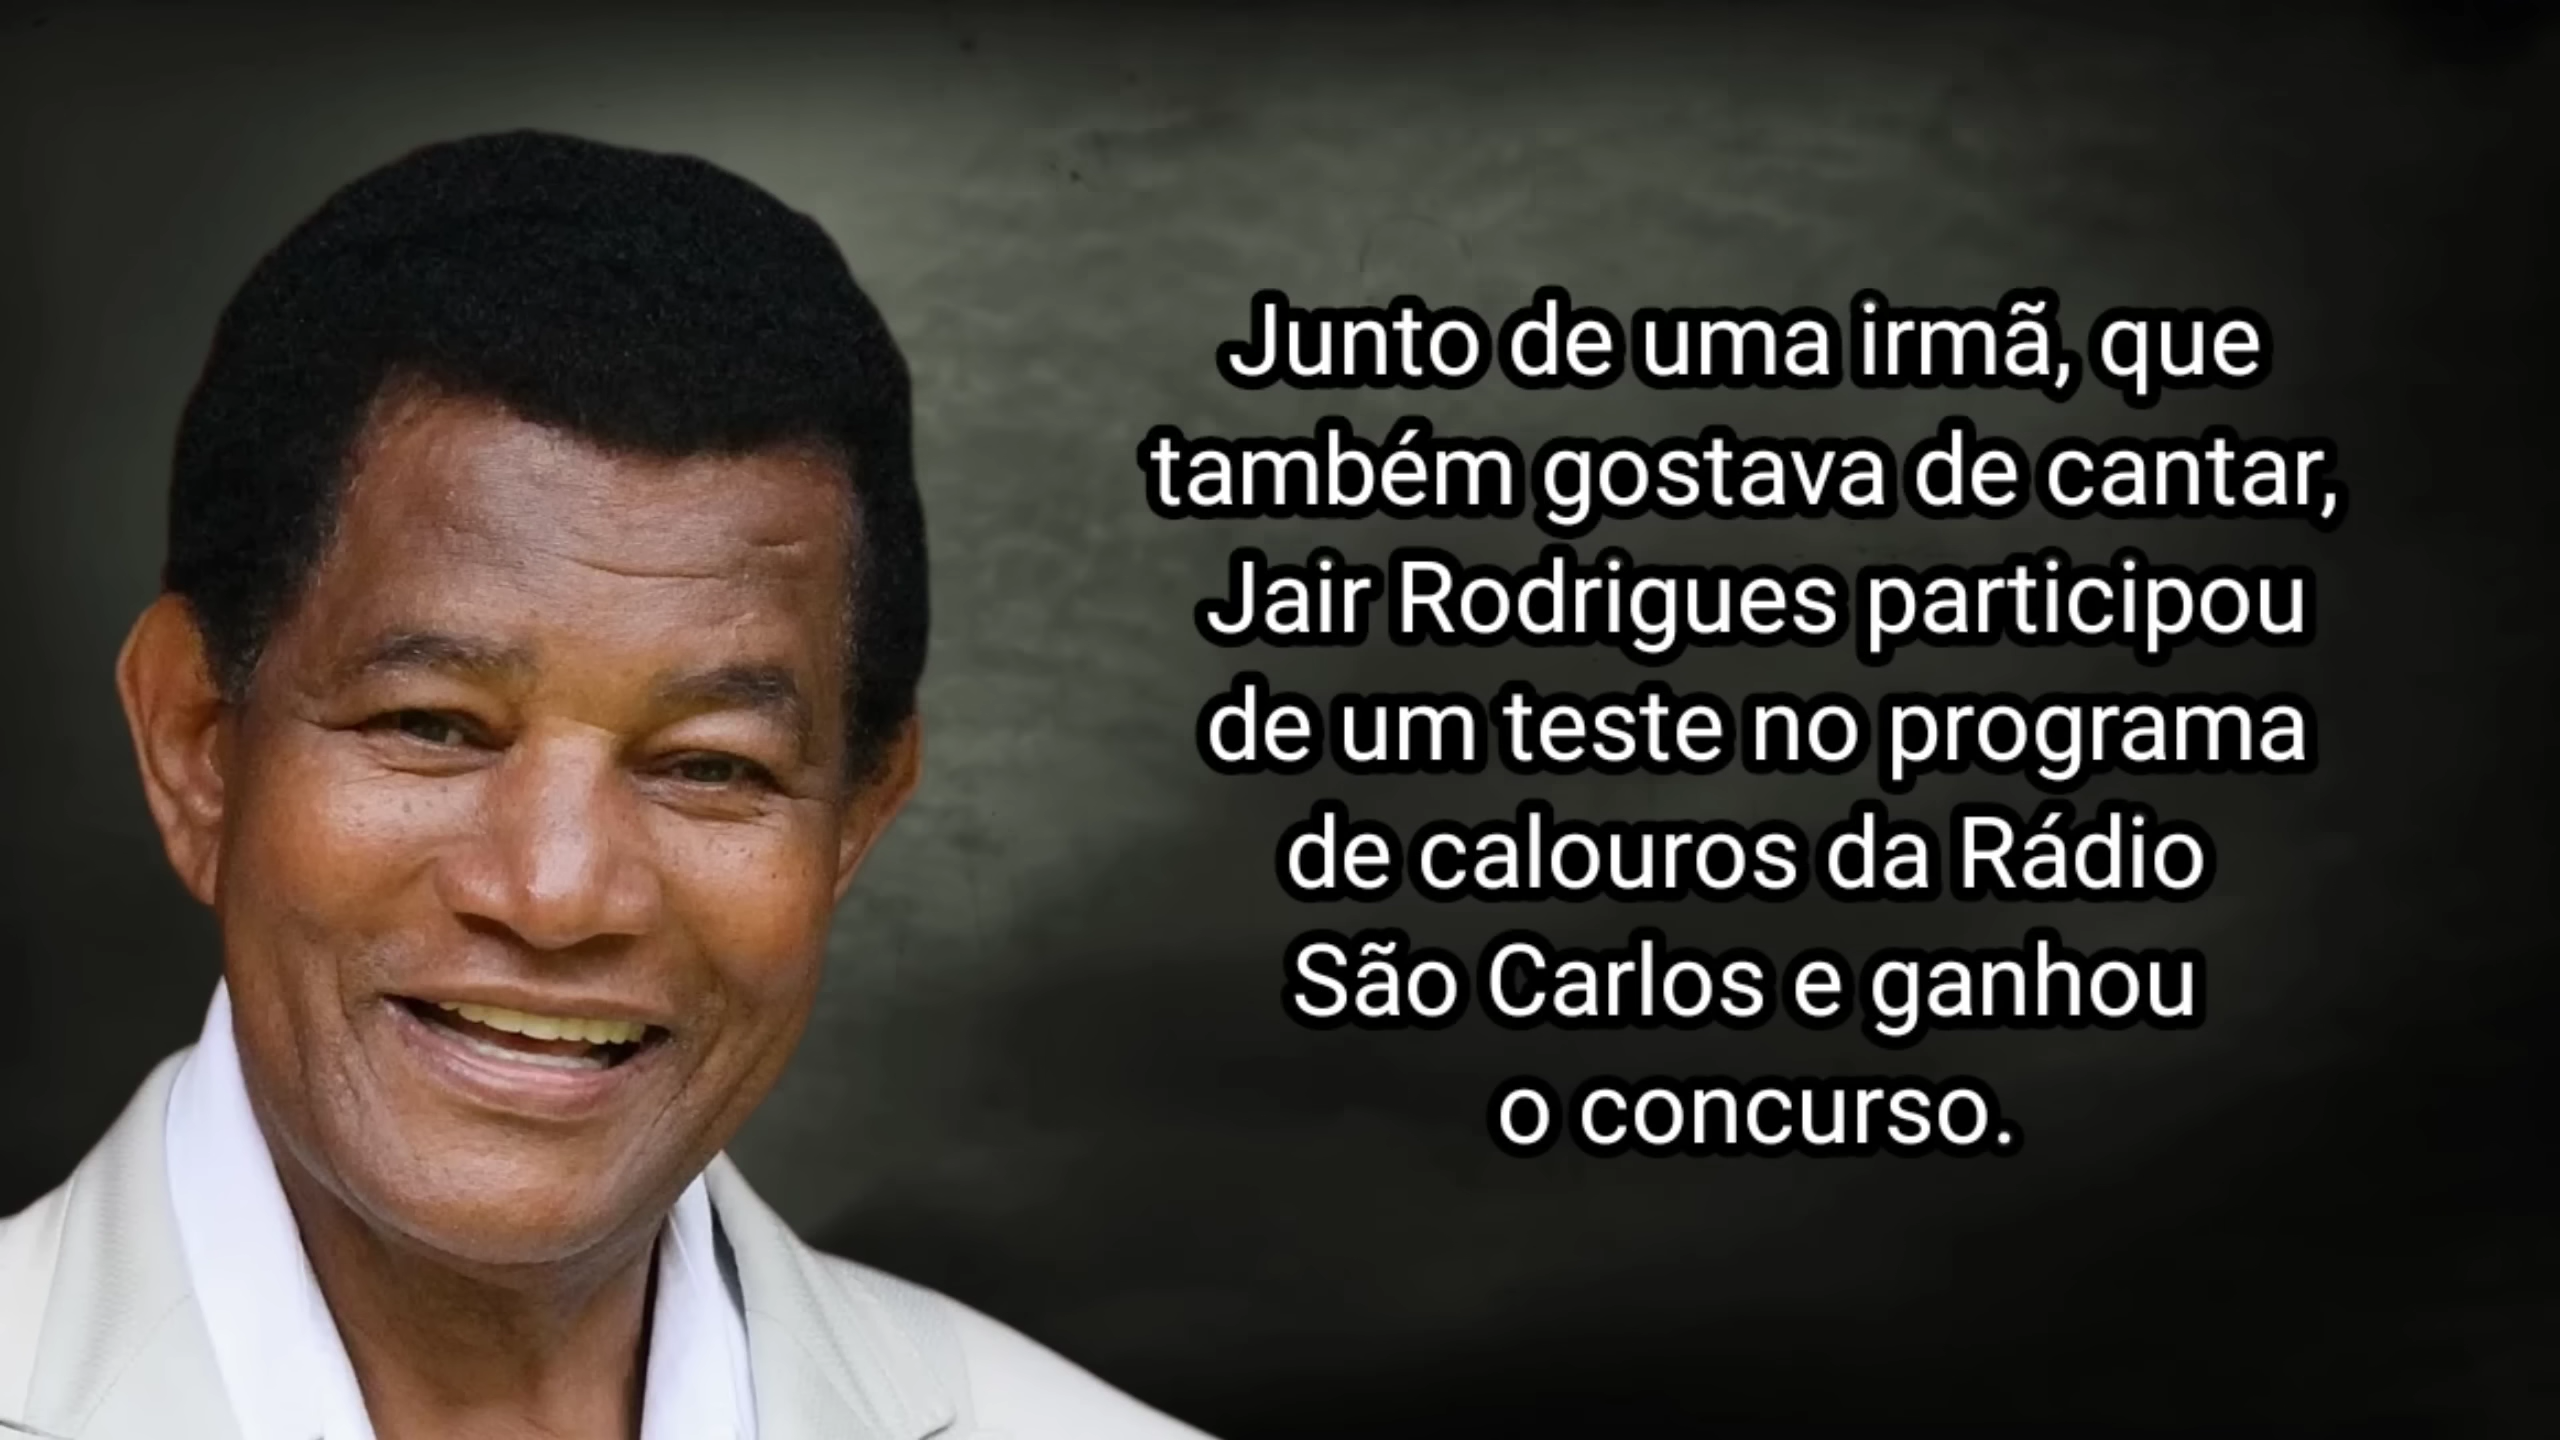 Junto de uma irmã, que
também gostava de cantar,
Jair Rodrigues participou
de um teste no programa
de calouros da Rádio
São Carlos e ganhou
o concurso.